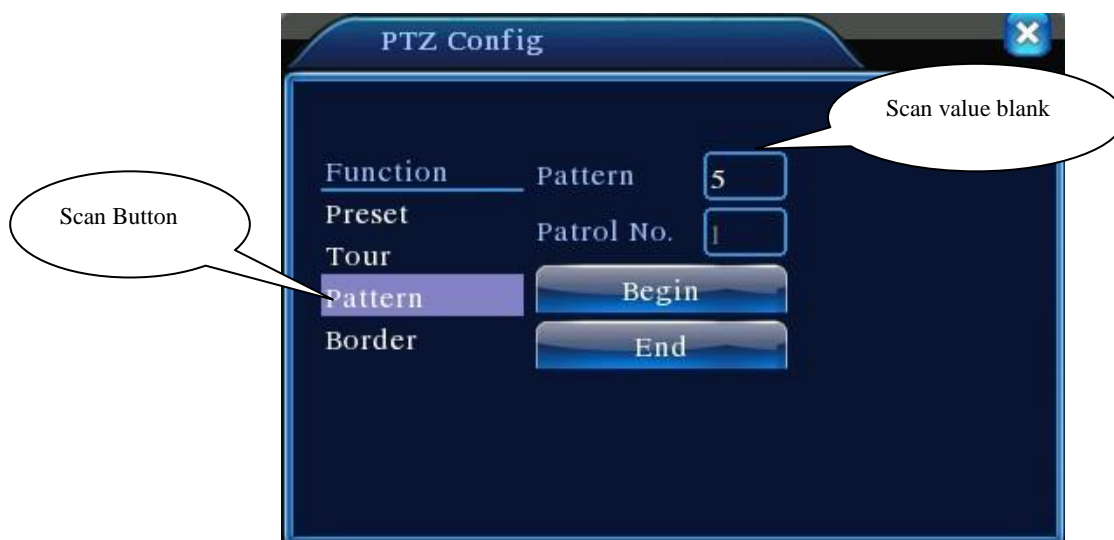 PTZ Config
Scan value blank
Function
Pattern 5
Scan Button
Preset
Patrol No. 1
Tour
Pattern
Begin
Border
End